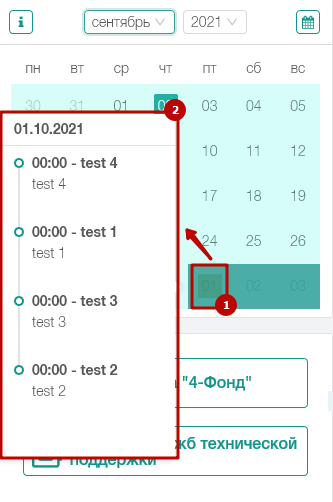 сентябрь 2021
пн вт ср чт пт сб вс
30 31 01 02 03 04 05
01.10.2021
2
00:00 - test 4
test 4
10 11 12
00:00 - test 1
test 1
17 18 19
24 25 26
00:00 - test 3
test 3
01 02 03
1
00:00 - test 2
test 2
"4-Фонд"
жб технической
поддержки